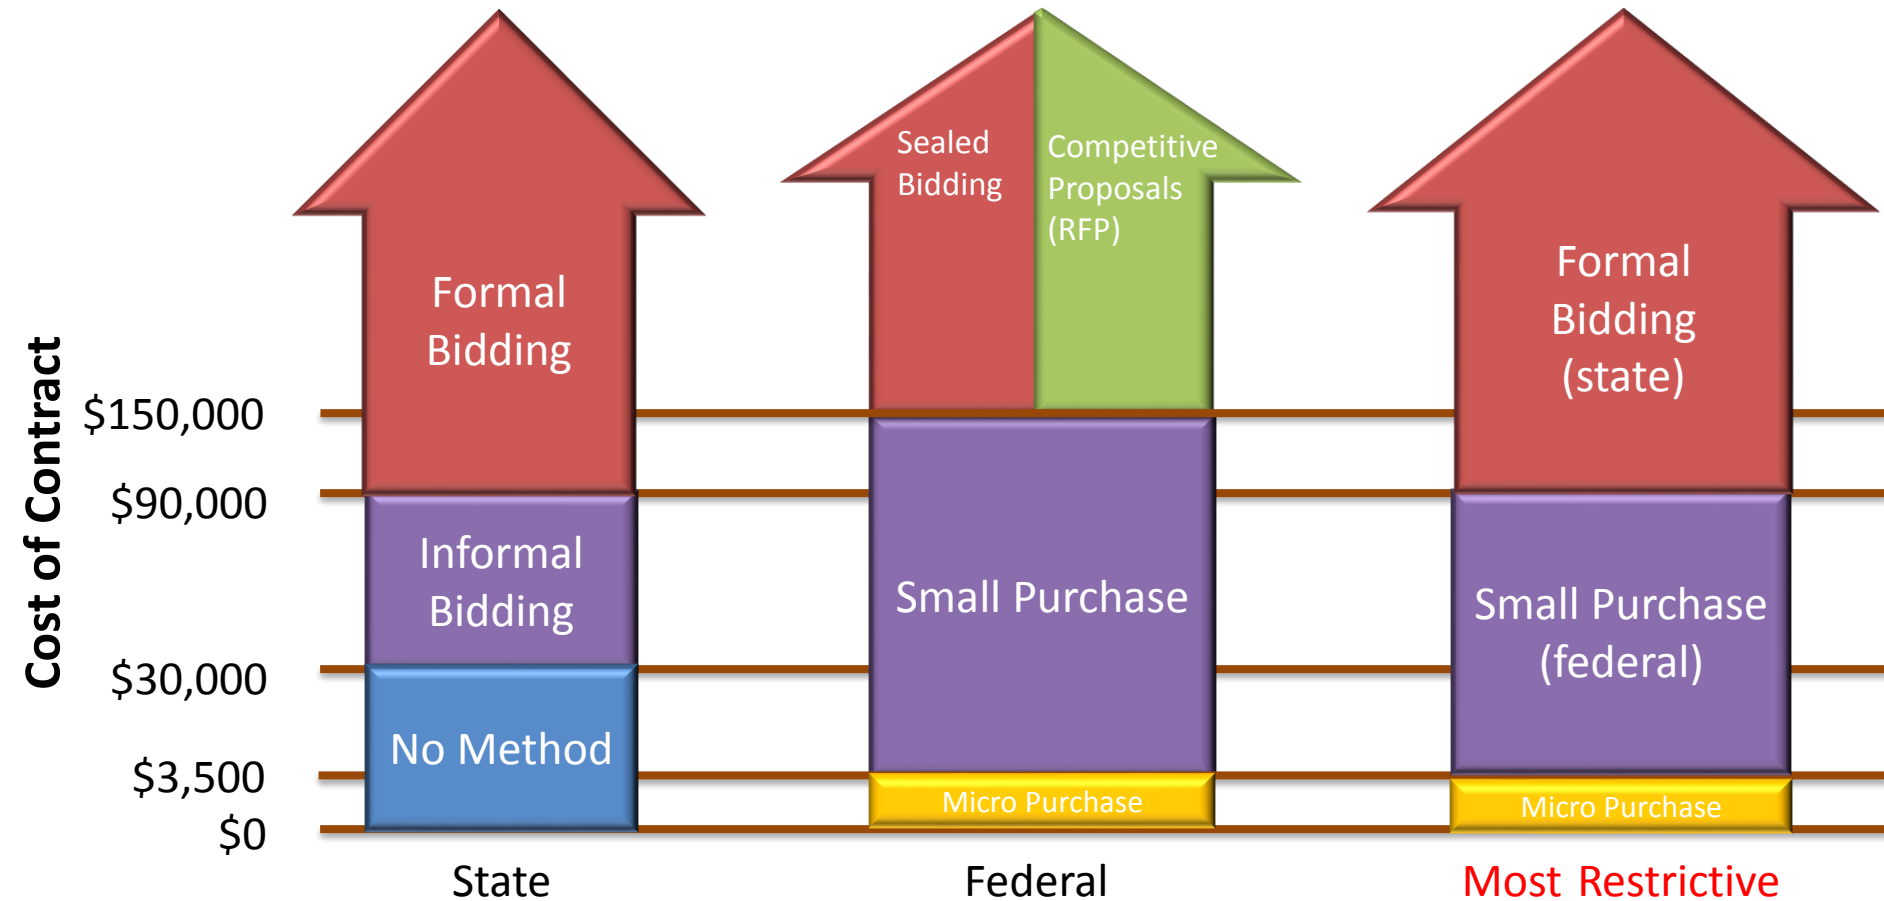 Cost of Contract
$150,000
$90,000
$30,000
$3,500
$0
Formal
Bidding
Informal
Bidding
No Method
State
Sealed
Bidding
Competitive
Proposals
(RFP)
Small Purchase
Micro Purchase
Federal
Formal
Bidding
(state)
Small Purchase
(federal)
Micro Purchase
Most Restrictive